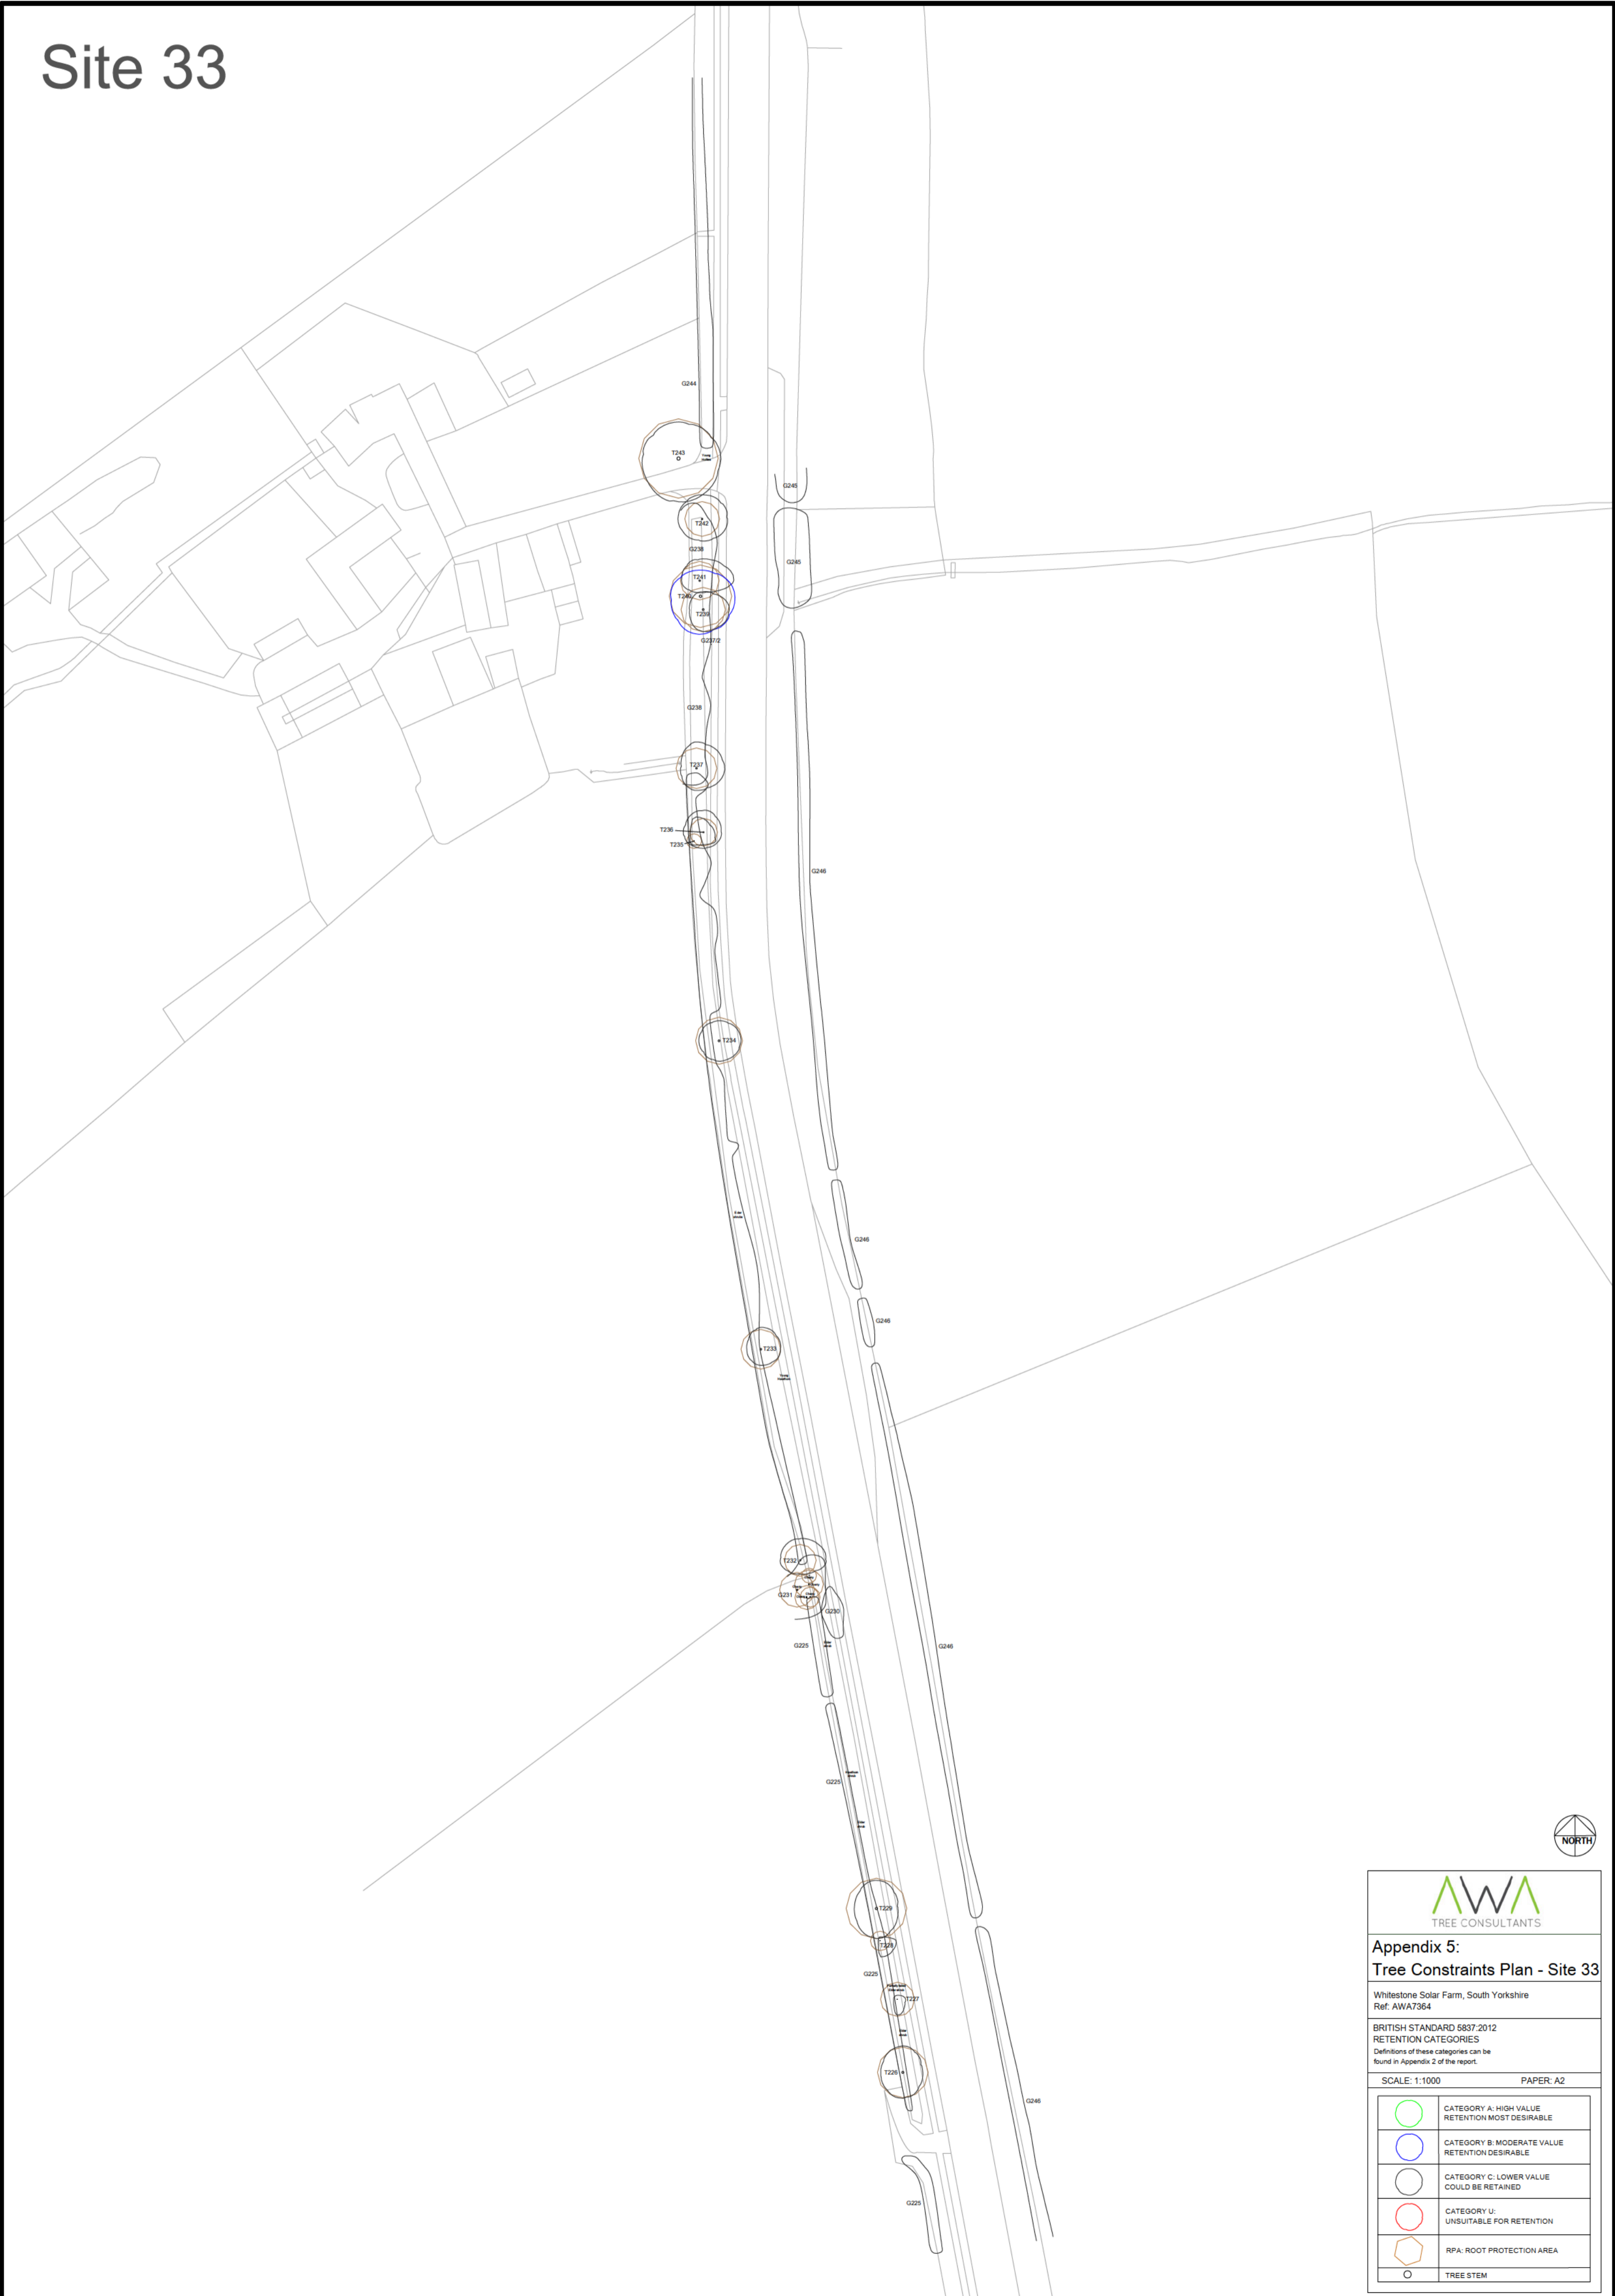 Site 33
G244
T243
G245
T242
G238
G245
T241
T239
G237/2
G238
T237
T236
T235
G246
T234
G246
G246
T233
T232
G231
G230
G225
G246
G225
T229
T228
G225
T227
T226
G246
G225
NORTH
AWA
TREE CONSULTANTS
Appendix 5:
Tree Constraints Plan - Site 33
Whitestone Solar Farm, South Yorkshire
Ref: AWA7364
BRITISH STANDARD 5837:2012
RETENTION CATEGORIES
Definitions of these categories can be
found in Appendix 2 of the report.
SCALE: 1:1000 PAPER: A2
CATEGORY A: HIGH VALUE
RETENTION MOST DESIRABLE
CATEGORY B: MODERATE VALUE
RETENTION DESIRABLE
CATEGORY C: LOWER VALUE
COULD BE RETAINED
CATEGORY U:
UNSUITABLE FOR RETENTION
RPA: ROOT PROTECTION AREA
TREE STEM